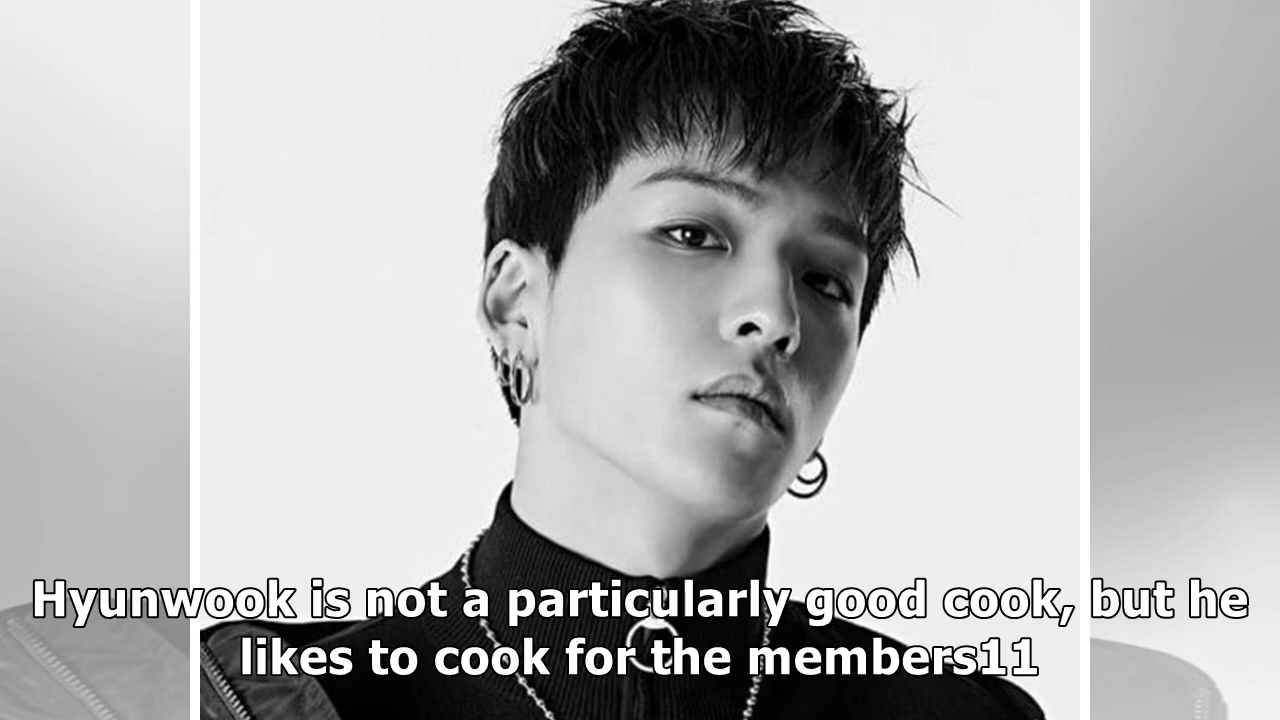 Hyunwook is not a particularly good cook, but he
likes to cook for the members11